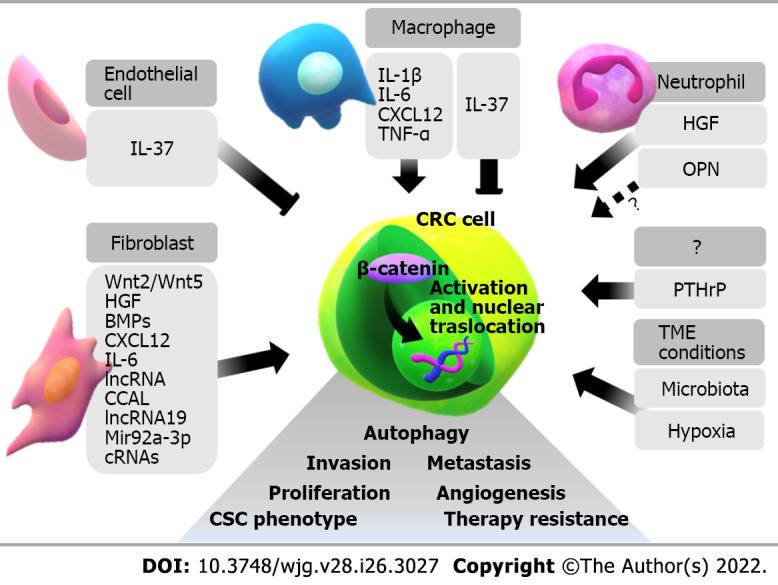 Endothelial
cell
IL-37
Macrophage
IL-1β
IL-6
CXCL12
TNF-α
IL-37
Neutrophil
HGF
OPN
?
Fibroblast
Wnt2/Wnt5
HGF
BMPs
CXCL12
IL-6
lncRNA
CCAL
lncRNA19
Mir92a-3p
cRNAs
CRC cell
β-catenin
Activation
and nuclear
traslocation
?
PTHrP
TME
conditions
Microbiota
Hypoxia
Autophagy
Invasion Metastasis
Proliferation Angiogenesis
CSC phenotype Therapy resistance
DOI: 10.3748/wjg.v28.i26.3027 Copyright ©The Author(s) 2022.